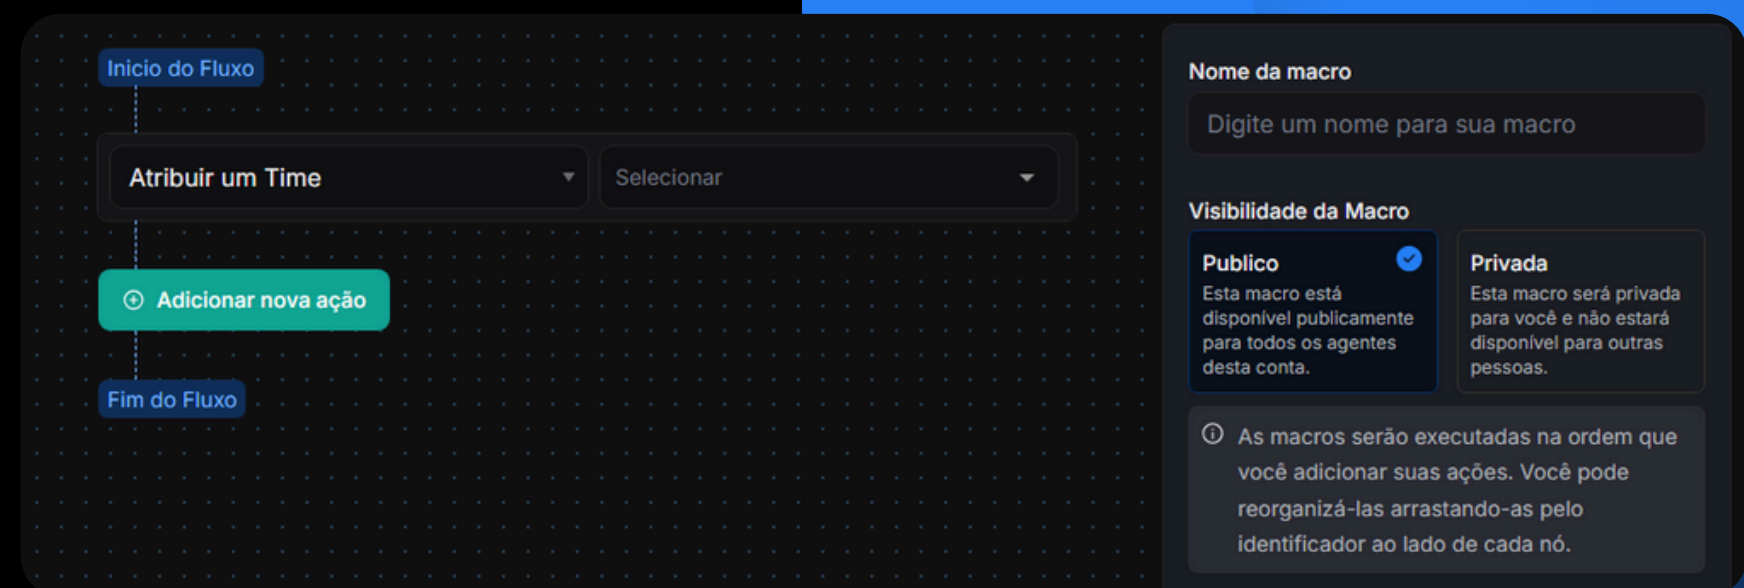 Inicio do Fluxo
Atribuir um Time
Selecionar
Adicionar nova ação
Fim do Fluxo
Nome da macro
Digite um nome para sua macro
Visibilidade da Macro
Publico
Esta macro está
disponível publicamente
para todos os agentes
desta conta.
Privada
Esta macro será privada
para você e não estará
disponível para outras
pessoas.
As macros serão executadas na ordem que
você adicionar suas ações. Você pode
reorganizá-las arrastando-as pelo
identificador ao lado de cada nó.